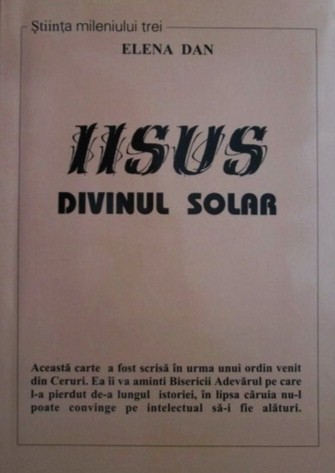 Știința mileniului trei
ELENA DAN
IISUS
DIVINUL SOLAR
Această carte a fost scrisă în urma unui ordin venit
din Ceruri. Ea îi va aminti Bisericii Adevărul pe care
l-a pierdut de-a lungul istoriei, în lipsa căruia nu-l
poate convinge pe intelectual să-i fie alături.